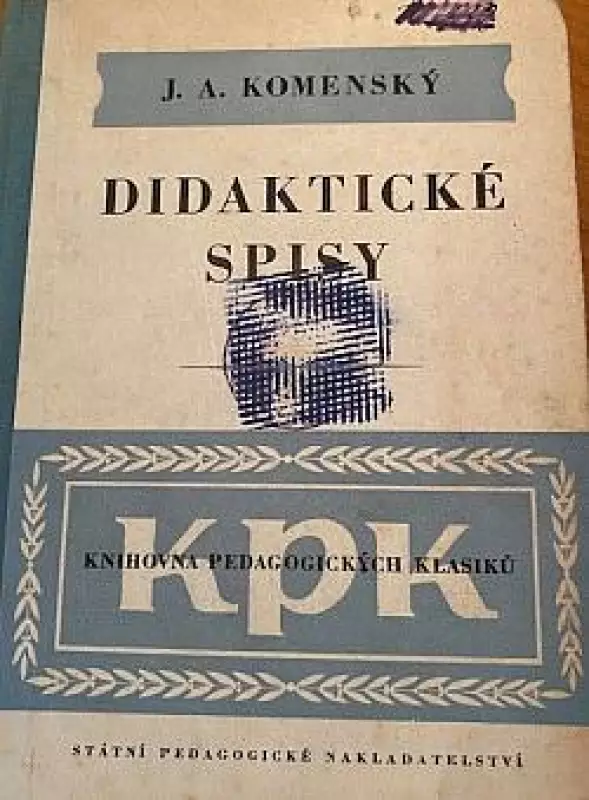 J. A. KOMENSKÝ
DIDAKTICKÉ
SPISY
kpk
KNIHOVNA PEDAGOGICKÝCH KLASIKŮ
STÁTNÍ PEDAGOGICKÉ NAKLADATELSTVÍ